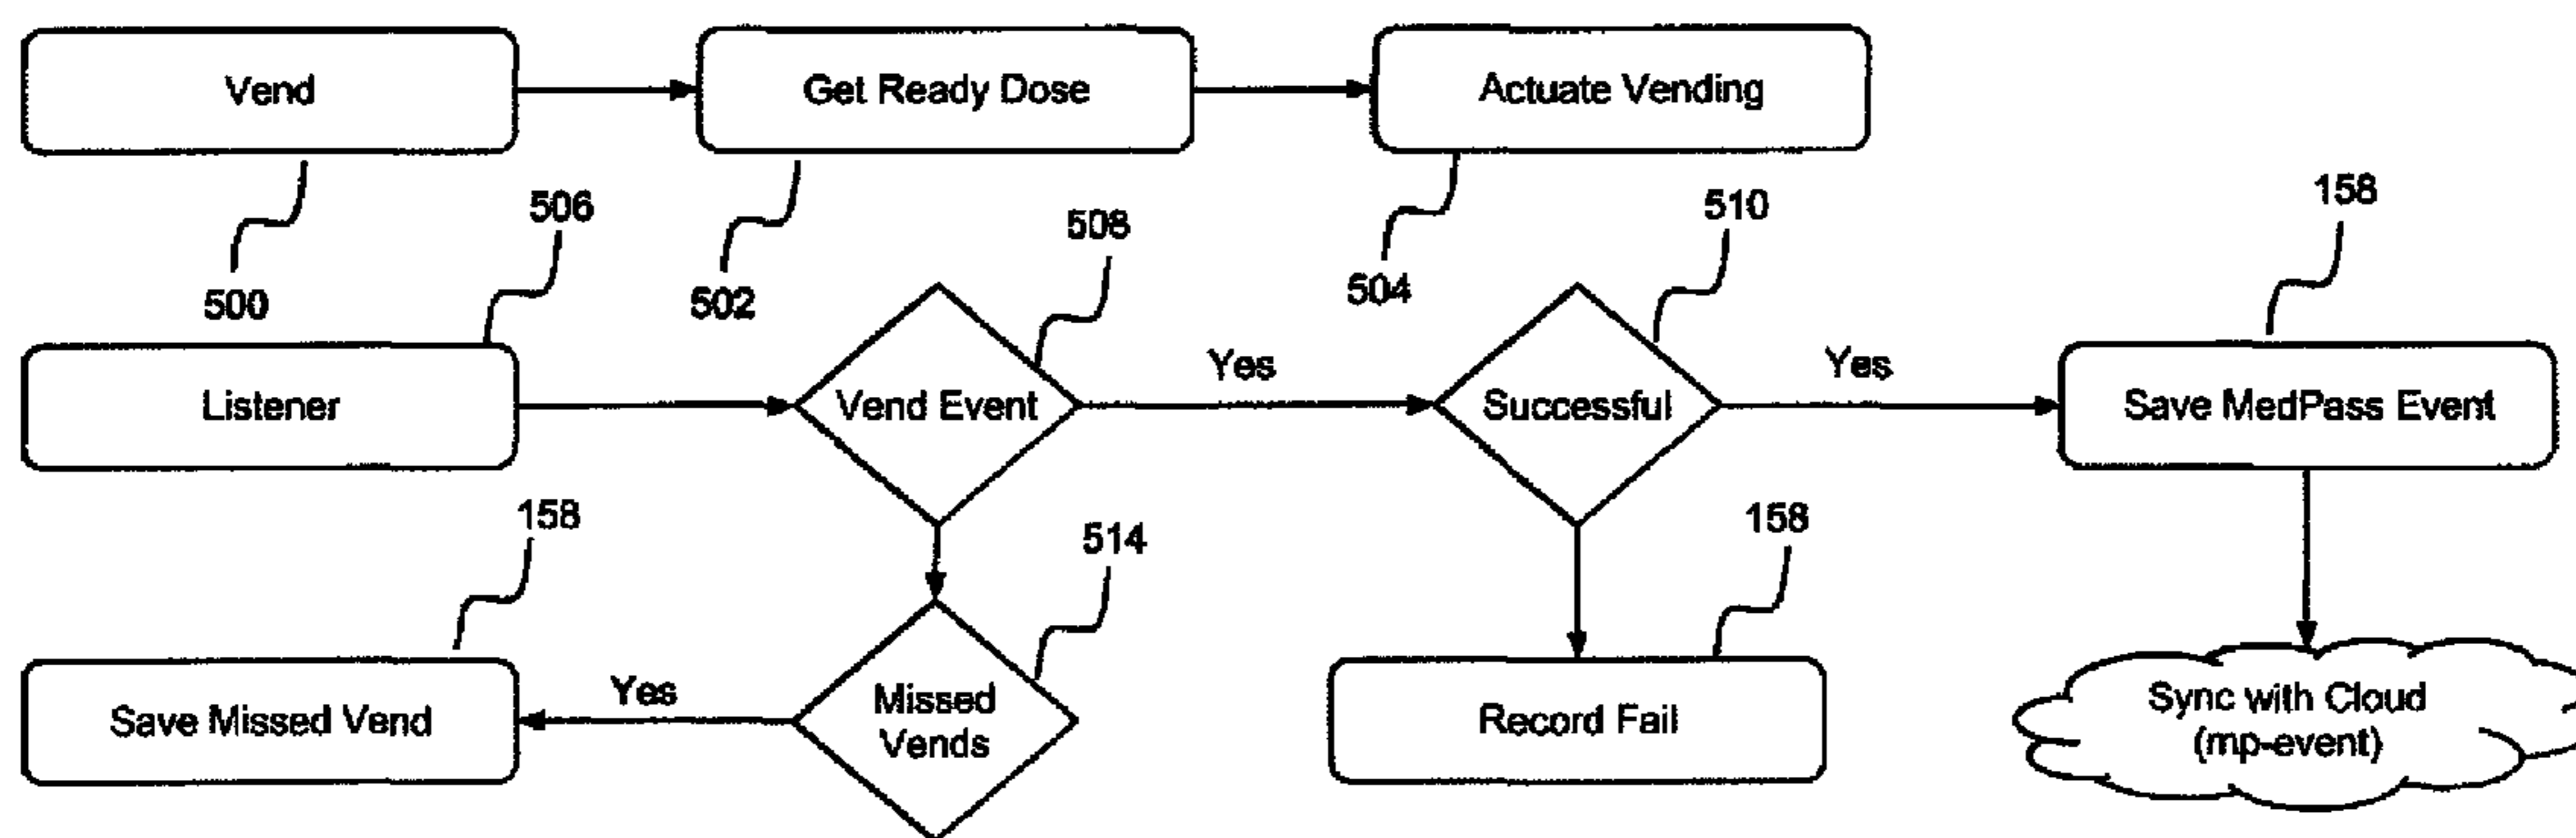 Vend
Get Ready Dose
Actuate Vending
500
502
504
506
508
510
158
Listener
Vend Event
Yes
Successful
Yes
Save MedPass Event
158
514
158
Save Missed Vend
Yes
Missed
Vends
Record Fail
Sync with Cloud
(mp-event)